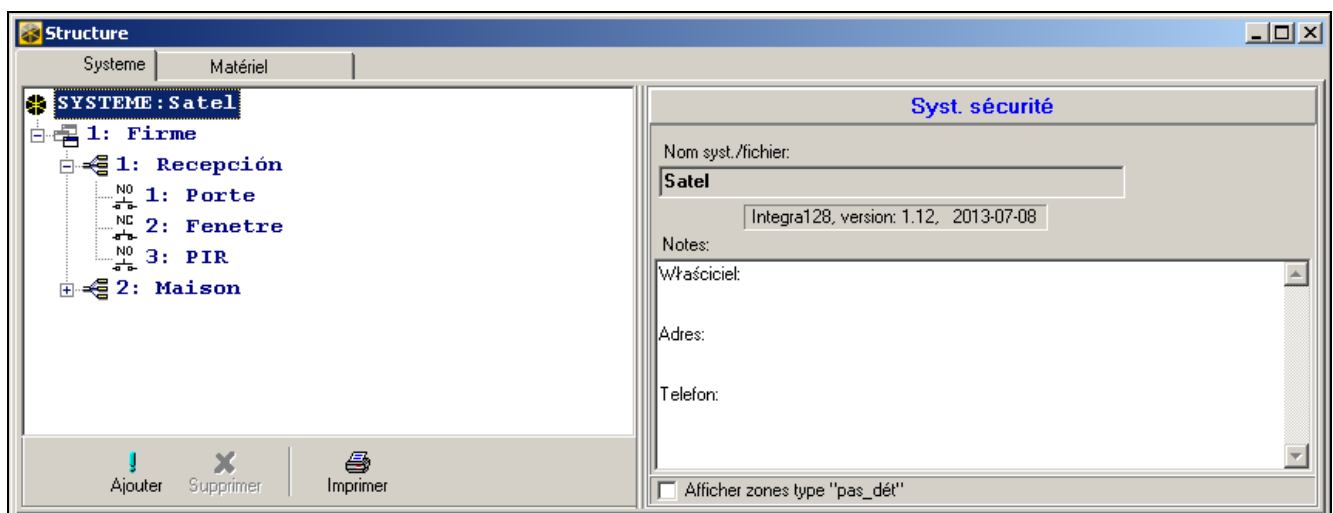 Structure
Systeme Matériel
SYSTEME:Satel
1: Firme
1: Recepción
NO 1: Porte
NC 2: Fenetre
NO 3: PIR
2: Maison
Ajouter Supprimer Imprimer
Syst. sécurité
Nom syst./fichier:
Satel
Integra128, version: 1.12, 2013-07-08
Notes:
Właściciel:
Adres:
Telefon:
Afficher zones type "pas_dét"